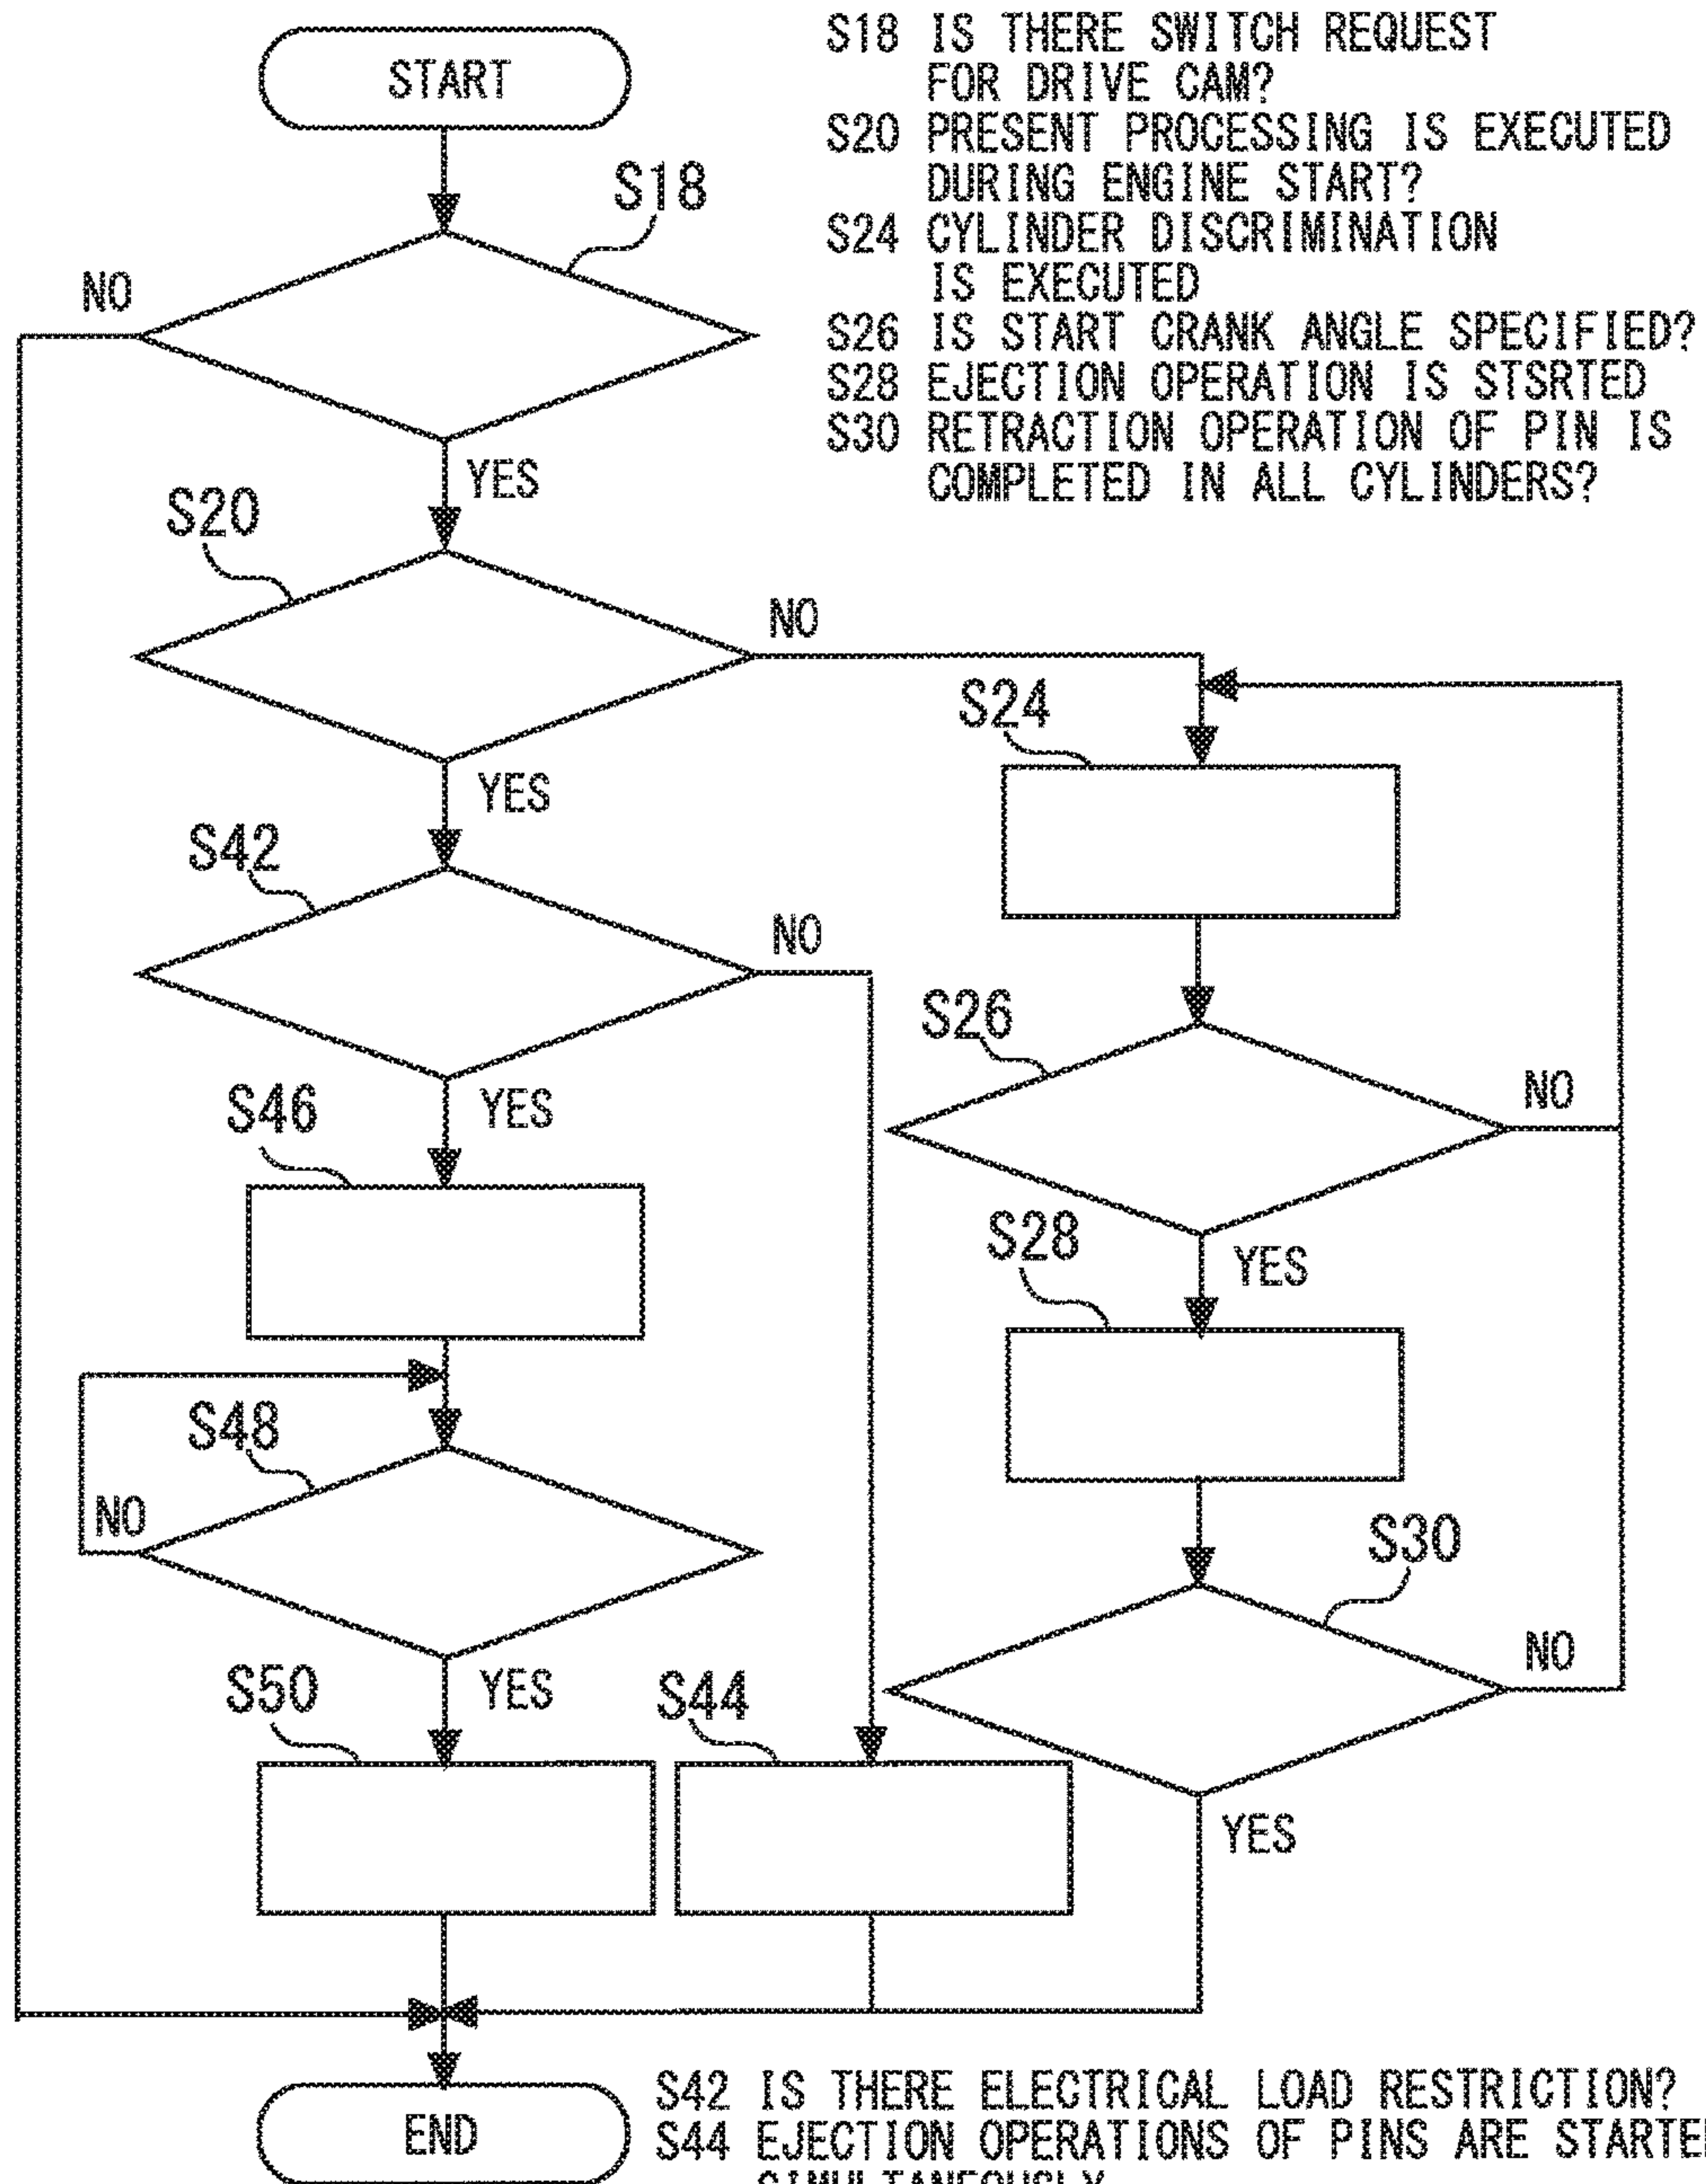 START
S18 IS THERE SWITCH REQUEST
FOR DRIVE CAM?
S20 PRESENT PROCESSING IS EXECUTED
DURING ENGINE START?
S24 CYLINDER DISCRIMINATION
IS EXECUTED
S26 IS START CRANK ANGLE SPECIFIED?
S28 EJECTION OPERATION IS STSRTED
S30 RETRACTION OPERATION OF PIN IS
COMPLETED IN ALL CYLINDERS?
S18
NO
YES
S20
NO
YES
S24
S42
NO
YES
S26
NO
YES
S46
S28
S48
NO
YES
S30
NO
YES
S50
S44
END
S42 IS THERE ELECTRICAL LOAD RESTRICTION?
S44 EJECTION OPERATIONS OF PINS ARE STARTE
SIMULTANEOUSLY